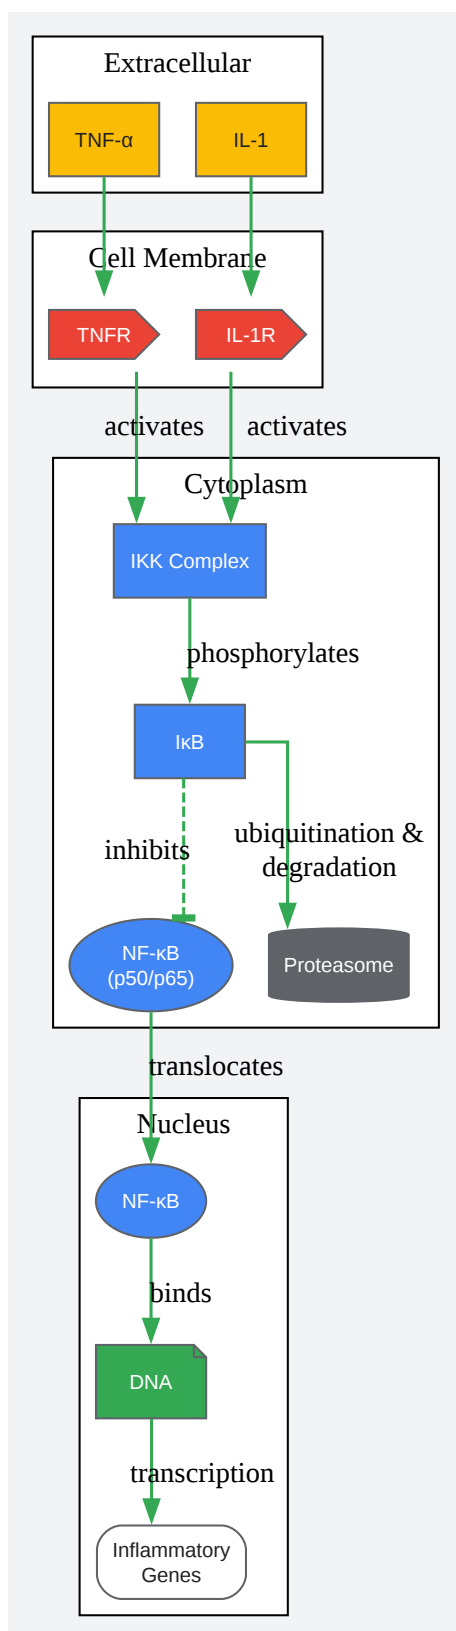 Extracellular
TNF-α
IL-1
Cell Membrane
TNFR
IL-1R
activates
activates
Cytoplasm
IKK Complex
phosphorylates
IκB
inhibits
ubiquitination &
degradation
NF-κB
(p50/p65)
Proteasome
translocates
Nucleus
NF-κB
binds
DNA
transcription
Inflammatory
Genes